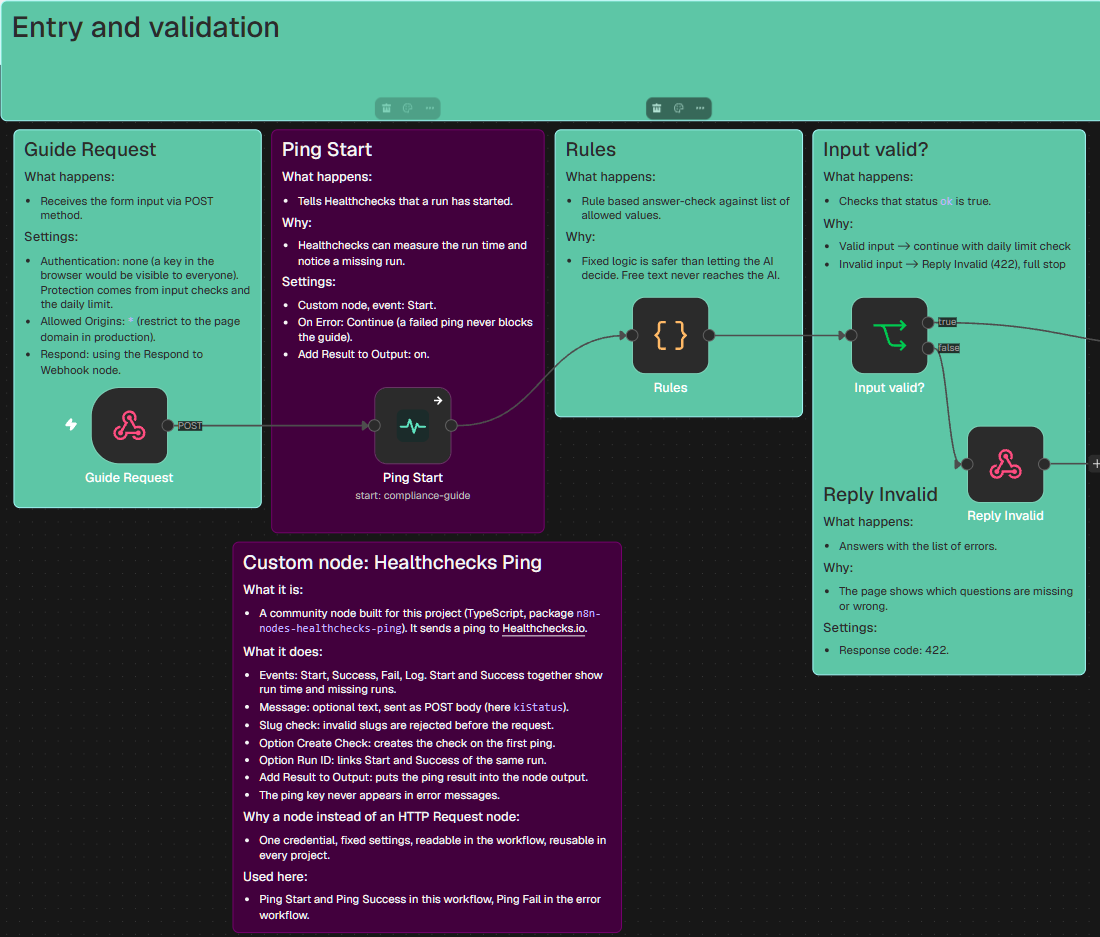 Entry and validation
Guide Request
What happens:
• Receives the form input via POST
method.
Settings:
• Authentication: none (a key in the
browser would be visible to everyone).
Protection comes from input checks and
the daily limit.
• Allowed Origins: * (restrict to the page
domain in production).
• Respond: using the Respond to
Webhook node.
POST
Guide Request
Ping Start
What happens:
• Tells Healthchecks that a run has started.
Why:
• Healthchecks can measure the run time and
notice a missing run.
Settings:
• Custom node, event: Start.
• On Error: Continue (a failed ping never blocks
the guide).
• Add Result to Output: on.
Ping Start
start: compliance-guide
Rules
What happens:
• Rule based answer-check against list of
allowed values.
Why:
• Fixed logic is safer than letting the AI
decide. Free text never reaches the AI.
{ }
Rules
Input valid?
What happens:
• Checks that status ok is true.
Why:
• Valid input → continue with daily limit check
• Invalid input → Reply Invalid (422), full stop
true
false
Input valid?
Reply Invalid
Reply Invalid
What happens:
• Answers with the list of errors.
Why:
• The page shows which questions are missing
or wrong.
Settings:
• Response code: 422.
Custom node: Healthchecks Ping
What it is:
• A community node built for this project (TypeScript, package n8n-
nodes-healthchecks-ping). It sends a ping to Healthchecks.io.
What it does:
• Events: Start, Success, Fail, Log. Start and Success together show
run time and missing runs.
• Message: optional text, sent as POST body (here kiStatus).
• Slug check: invalid slugs are rejected before the request.
• Option Create Check: creates the check on the first ping.
• Option Run ID: links Start and Success of the same run.
• Add Result to Output: puts the ping result into the node output.
• The ping key never appears in error messages.
Why a node instead of an HTTP Request node:
• One credential, fixed settings, readable in the workflow, reusable in
every project.
Used here:
• Ping Start and Ping Success in this workflow, Ping Fail in the error
workflow.